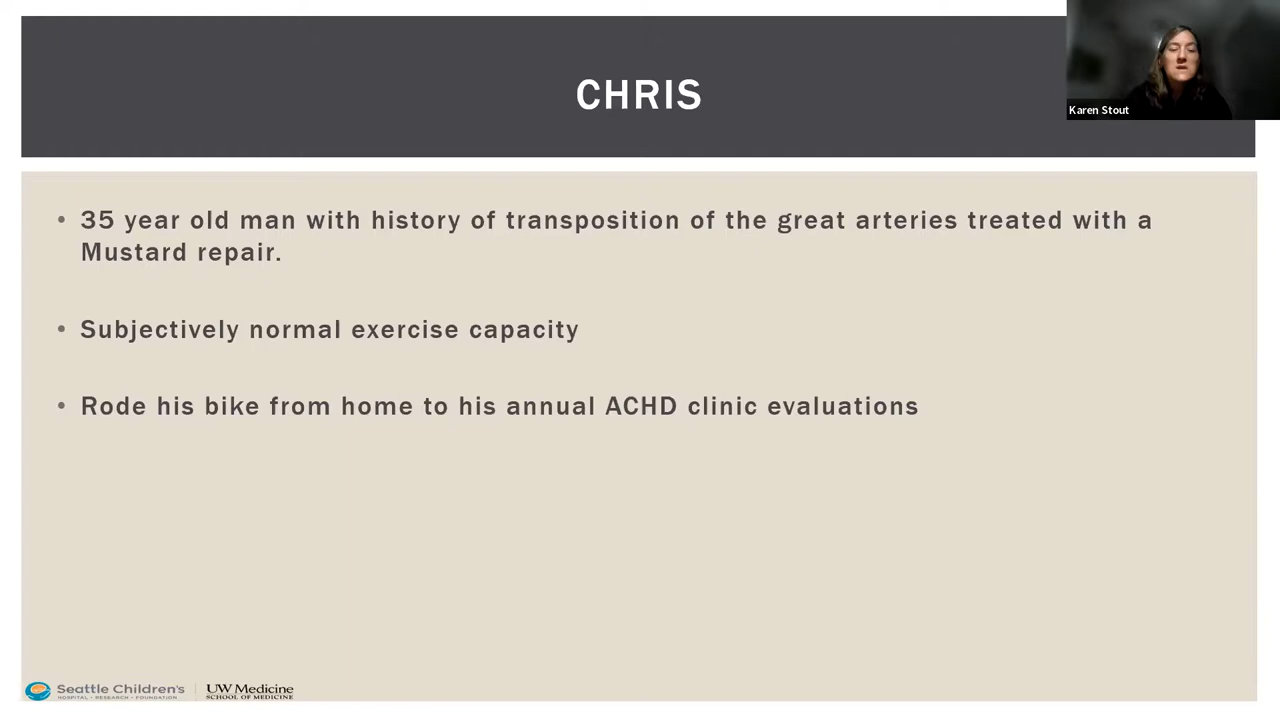 CHRIS
Karen Stout
• 35 year old man with history of transposition of the great arteries treated with a
Mustard repair.
• Subjectively normal exercise capacity
• Rode his bike from home to his annual ACHD clinic evaluations
Seattle Children's
HOSPITAL • RESEARCH • FOUNDATION
UW Medicine
SCHOOL OF MEDICINE